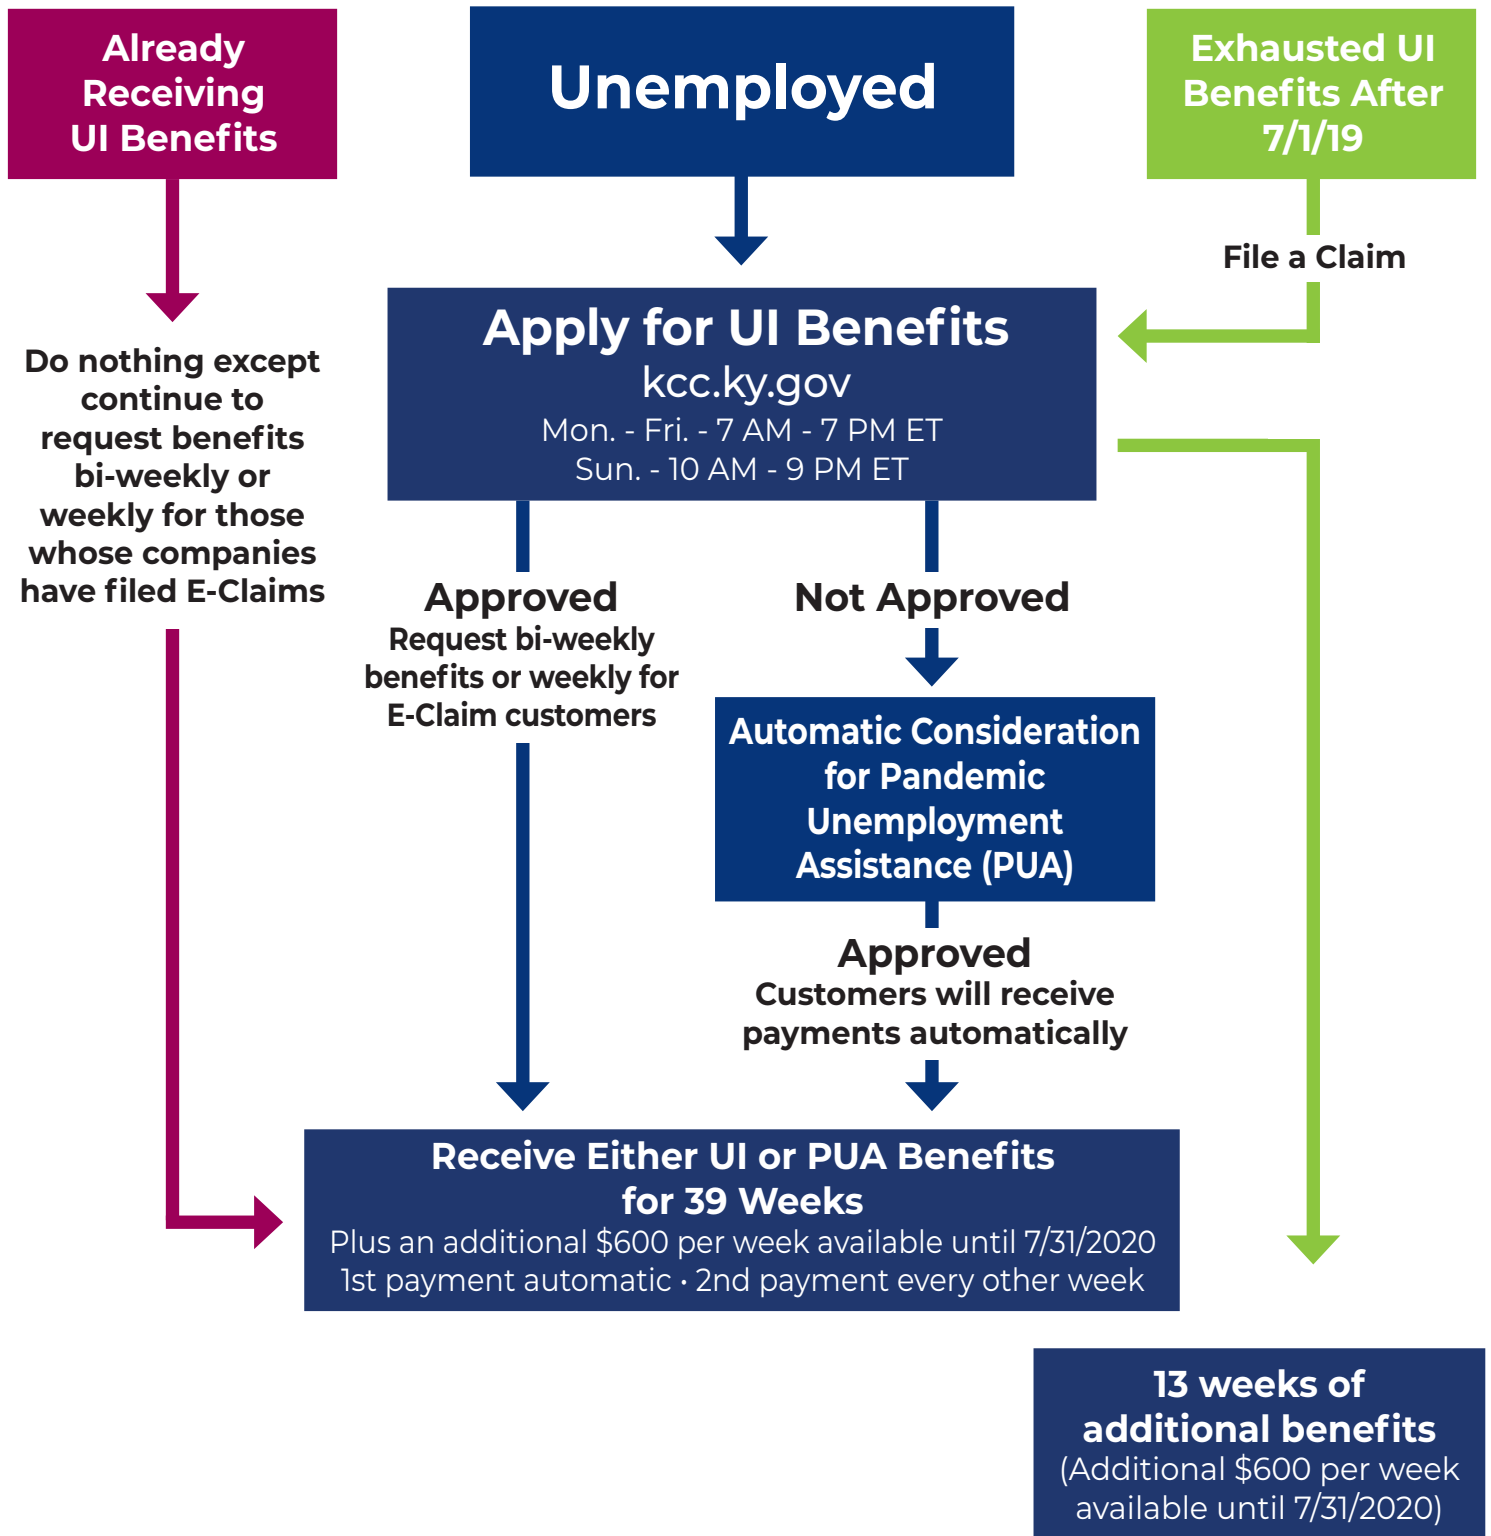 Already
Receiving
UI Benefits
Unemployed
Exhausted UI
Benefits After
7/1/19
File a Claim
Do nothing except
continue to
request benefits
bi-weekly or
weekly for those
whose companies
have filed E-Claims
Apply for UI Benefits
kcc.ky.gov
Mon. - Fri. - 7 AM - 7 PM ET
Sun. - 10 AM - 9 PM ET
Approved
Request bi-weekly
benefits or weekly for
E-Claim customers
Not Approved
Automatic Consideration
for Pandemic
Unemployment
Assistance (PUA)
Approved
Customers will receive
payments automatically
Receive Either UI or PUA Benefits
for 39 Weeks
Plus an additional $600 per week available until 7/31/2020
1st payment automatic • 2nd payment every other week
13 weeks of
additional benefits
(Additional $600 per week
available until 7/31/2020)